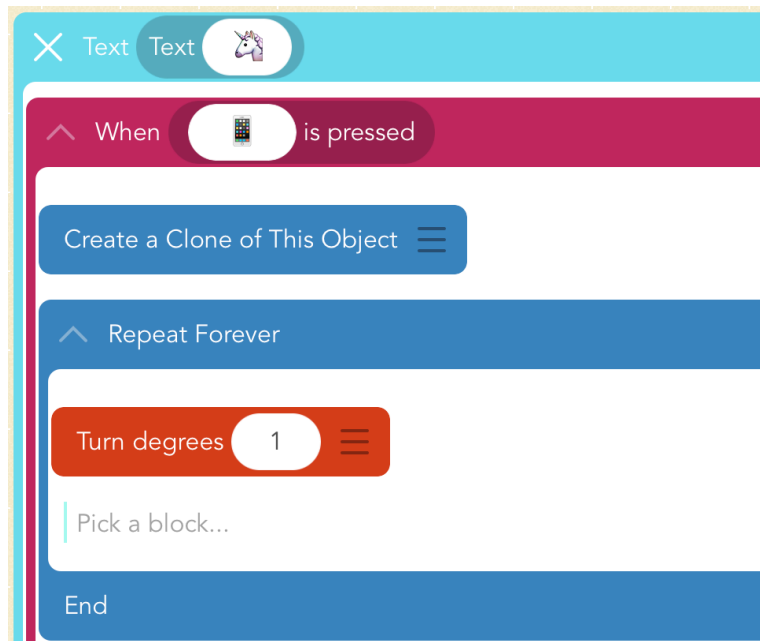 Text Text 🦄
When 📱 is pressed
Create a Clone of This Object
Repeat Forever
Turn degrees 1
Pick a block...
End